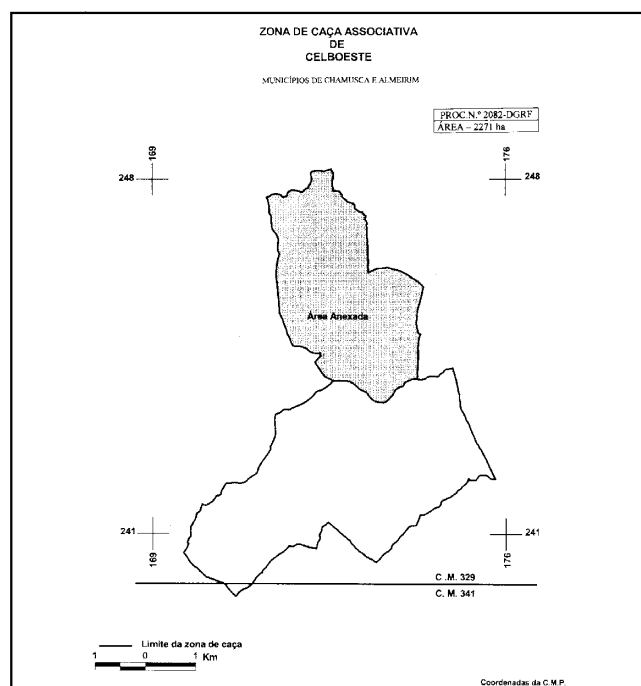 ZONA DE CAÇA ASSOCIATIVA
DE
CELBOESTE
MUNICÍPIOS DE CHAMUSCA E ALMEIRIM
PROC.N.º 2082-DGRF
ÁREA – 2271 ha
169
176
248
248
Área Anexada
241
241
169
176
C .M. 329
C. M. 341
Limite da zona de caça
1 0 1 Km
Coordenadas da C.M.P.